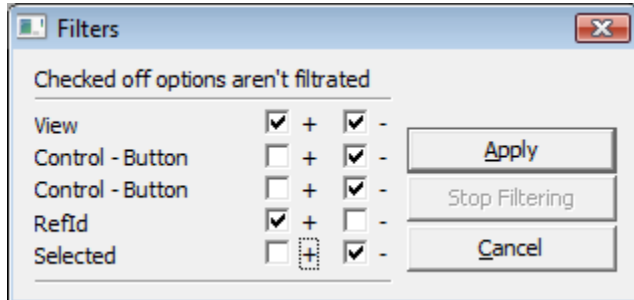 Filters
Checked off options aren't filtrated
View + -
Control - Button + -
Control - Button + -
RefId + -
Selected + -
Apply
Stop Filtering
Cancel